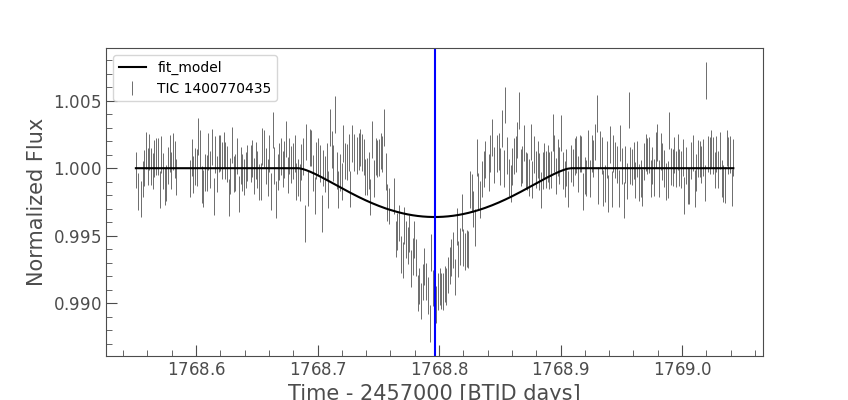 fit_model
TIC 1400770435
Normalized Flux
1.005
1.000
0.995
0.990
1768.6 1768.7 1768.8 1768.9 1769.0
Time - 2457000 [BTJD days]